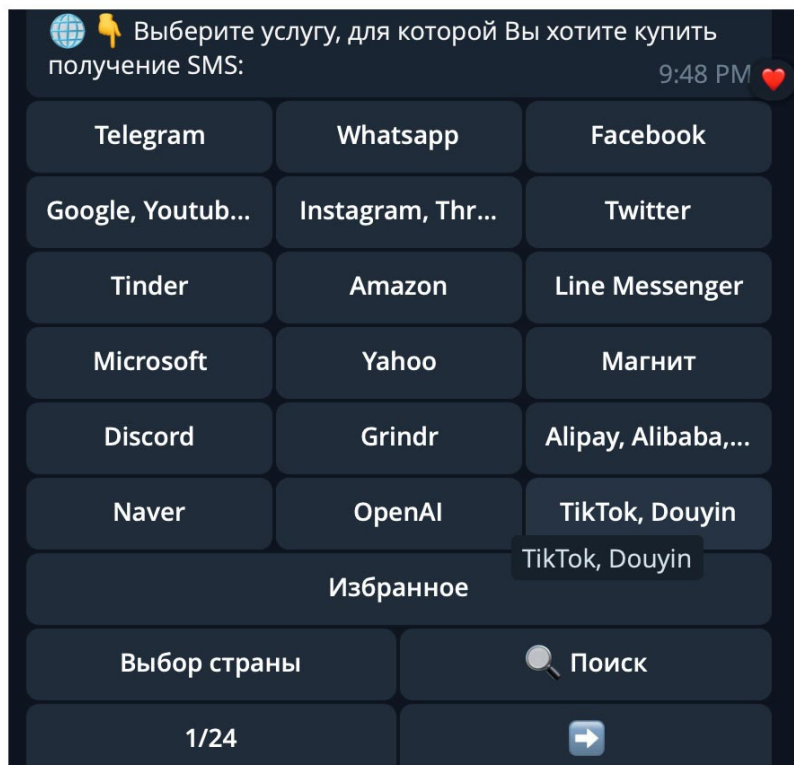 🌐 👇 Выберите услугу, для которой Вы хотите купить
получение SMS:
9:48 PM
Telegram
Whatsapp
Facebook
Google, Youtub...
Instagram, Thr...
Twitter
Tinder
Amazon
Line Messenger
Microsoft
Yahoo
Магнит
Discord
Grindr
Alipay, Alibaba,...
Naver
OpenAI
TikTok, Douyin
TikTok, Douyin
Избранное
Выбор страны
🔍 Поиск
1/24
➡️